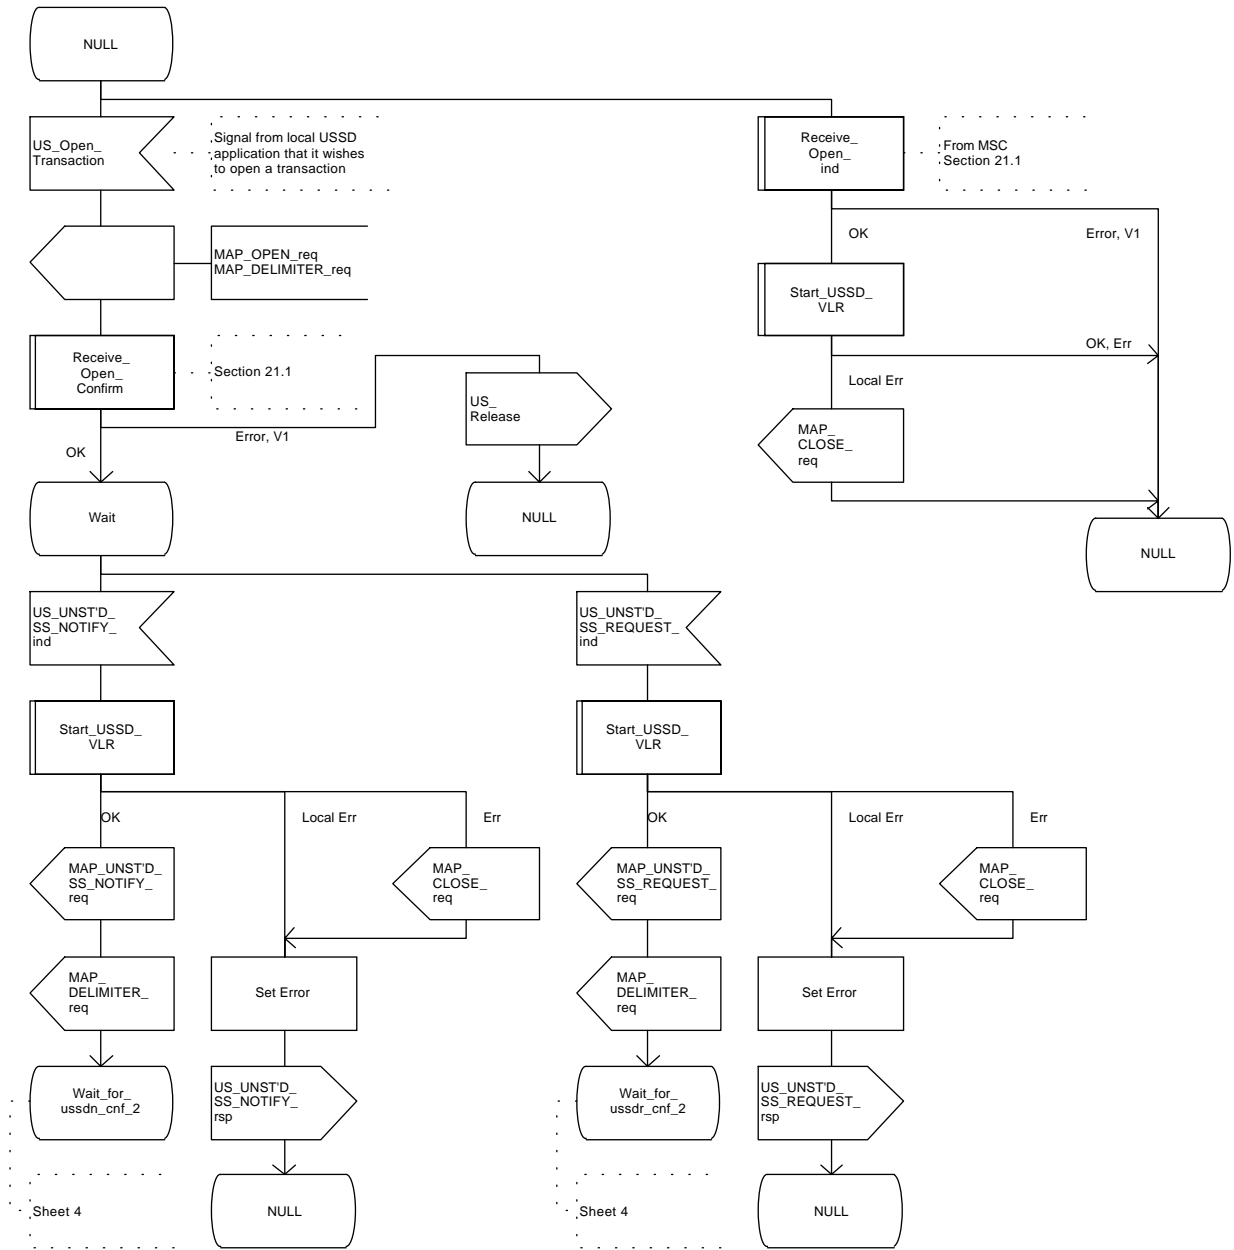 NULL
US_Open_
Transaction
Signal from local USSD
application that it wishes
to open a transaction
Receive_
Open_
ind
From MSC
Section 21.1
OK
Error, V1
MAP_OPEN_req
MAP_DELIMITER_req
Start_USSD_
VLR
Receive_
Open_
Confirm
Section 21.1
OK, Err
Local Err
US_
Release
Error, V1
OK
MAP_
CLOSE_
req
Wait
NULL
NULL
US_UNST'D_
SS_NOTIFY_
ind
US_UNST'D_
SS_REQUEST_
ind
Start_USSD_
VLR
Start_USSD_
VLR
OK
Local Err
Err
OK
Local Err
Err
MAP_UNST'D_
SS_NOTIFY_
req
MAP_
CLOSE_
req
MAP_UNST'D_
SS_REQUEST_
req
MAP_
CLOSE_
req
MAP_
DELIMITER_
req
Set Error
MAP_
DELIMITER_
req
Set Error
Wait_for_
ussdn_cnf_2
US_UNST'D_
SS_NOTIFY_
rsp
Wait_for_
ussdr_cnf_2
US_UNST'D_
SS_REQUEST_
rsp
Sheet 4
NULL
Sheet 4
NULL